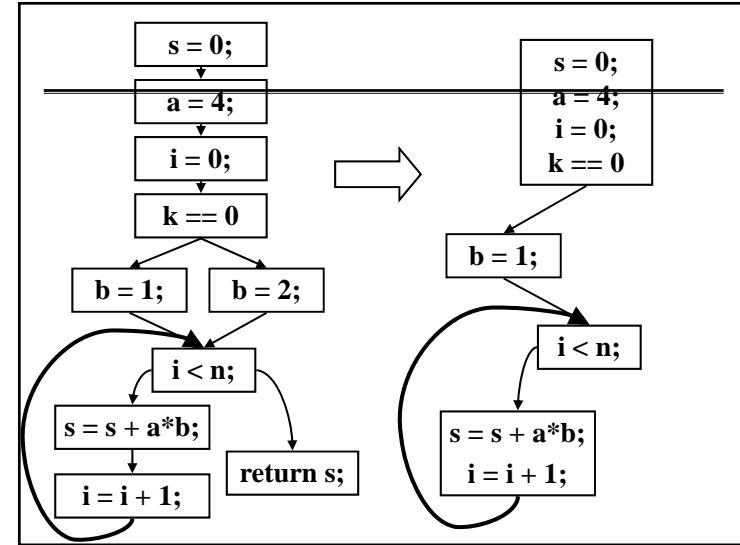 s = 0;
a = 4;
i = 0;
k == 0
b = 1;
b = 2;
i < n;
s = s + a*b;
i = i + 1;
return s;
s = 0;
a = 4;
i = 0;
k == 0
b = 1;
i < n;
s = s + a*b;
i = i + 1;